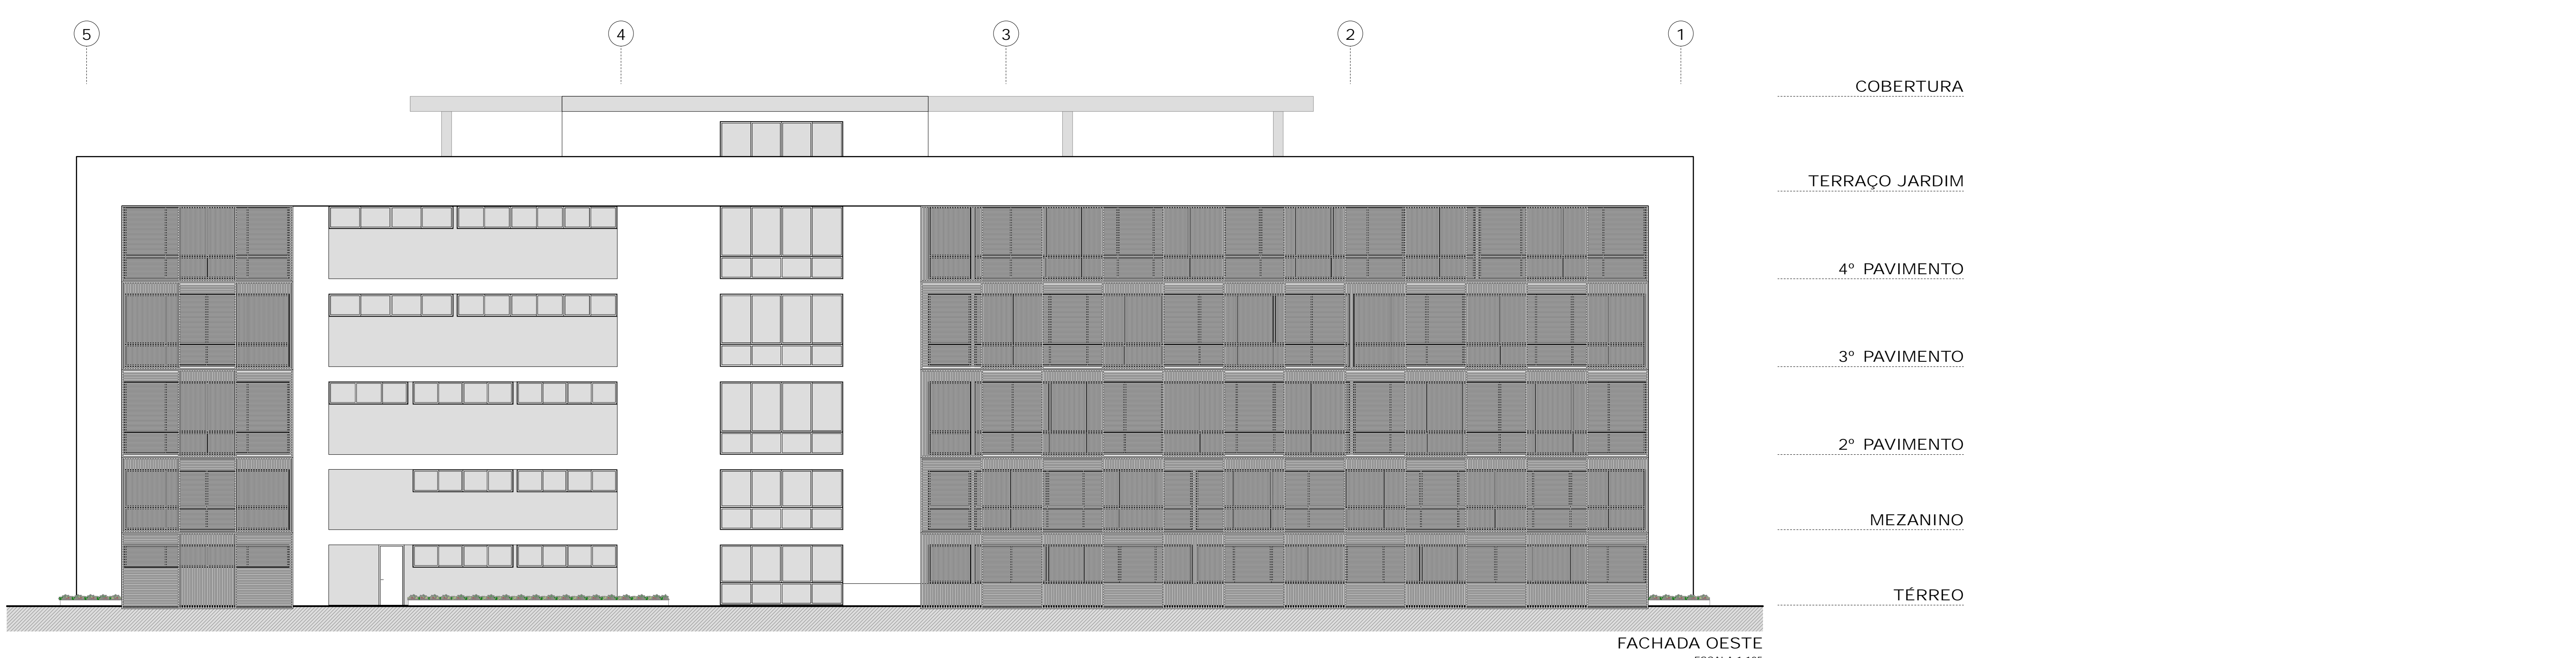 5 4 3 2 1
COBERTURA
TERRAÇO JARDIM
4º PAVIMENTO
3º PAVIMENTO
2º PAVIMENTO
MEZANINO
TÉRREO
FACHADA OESTE